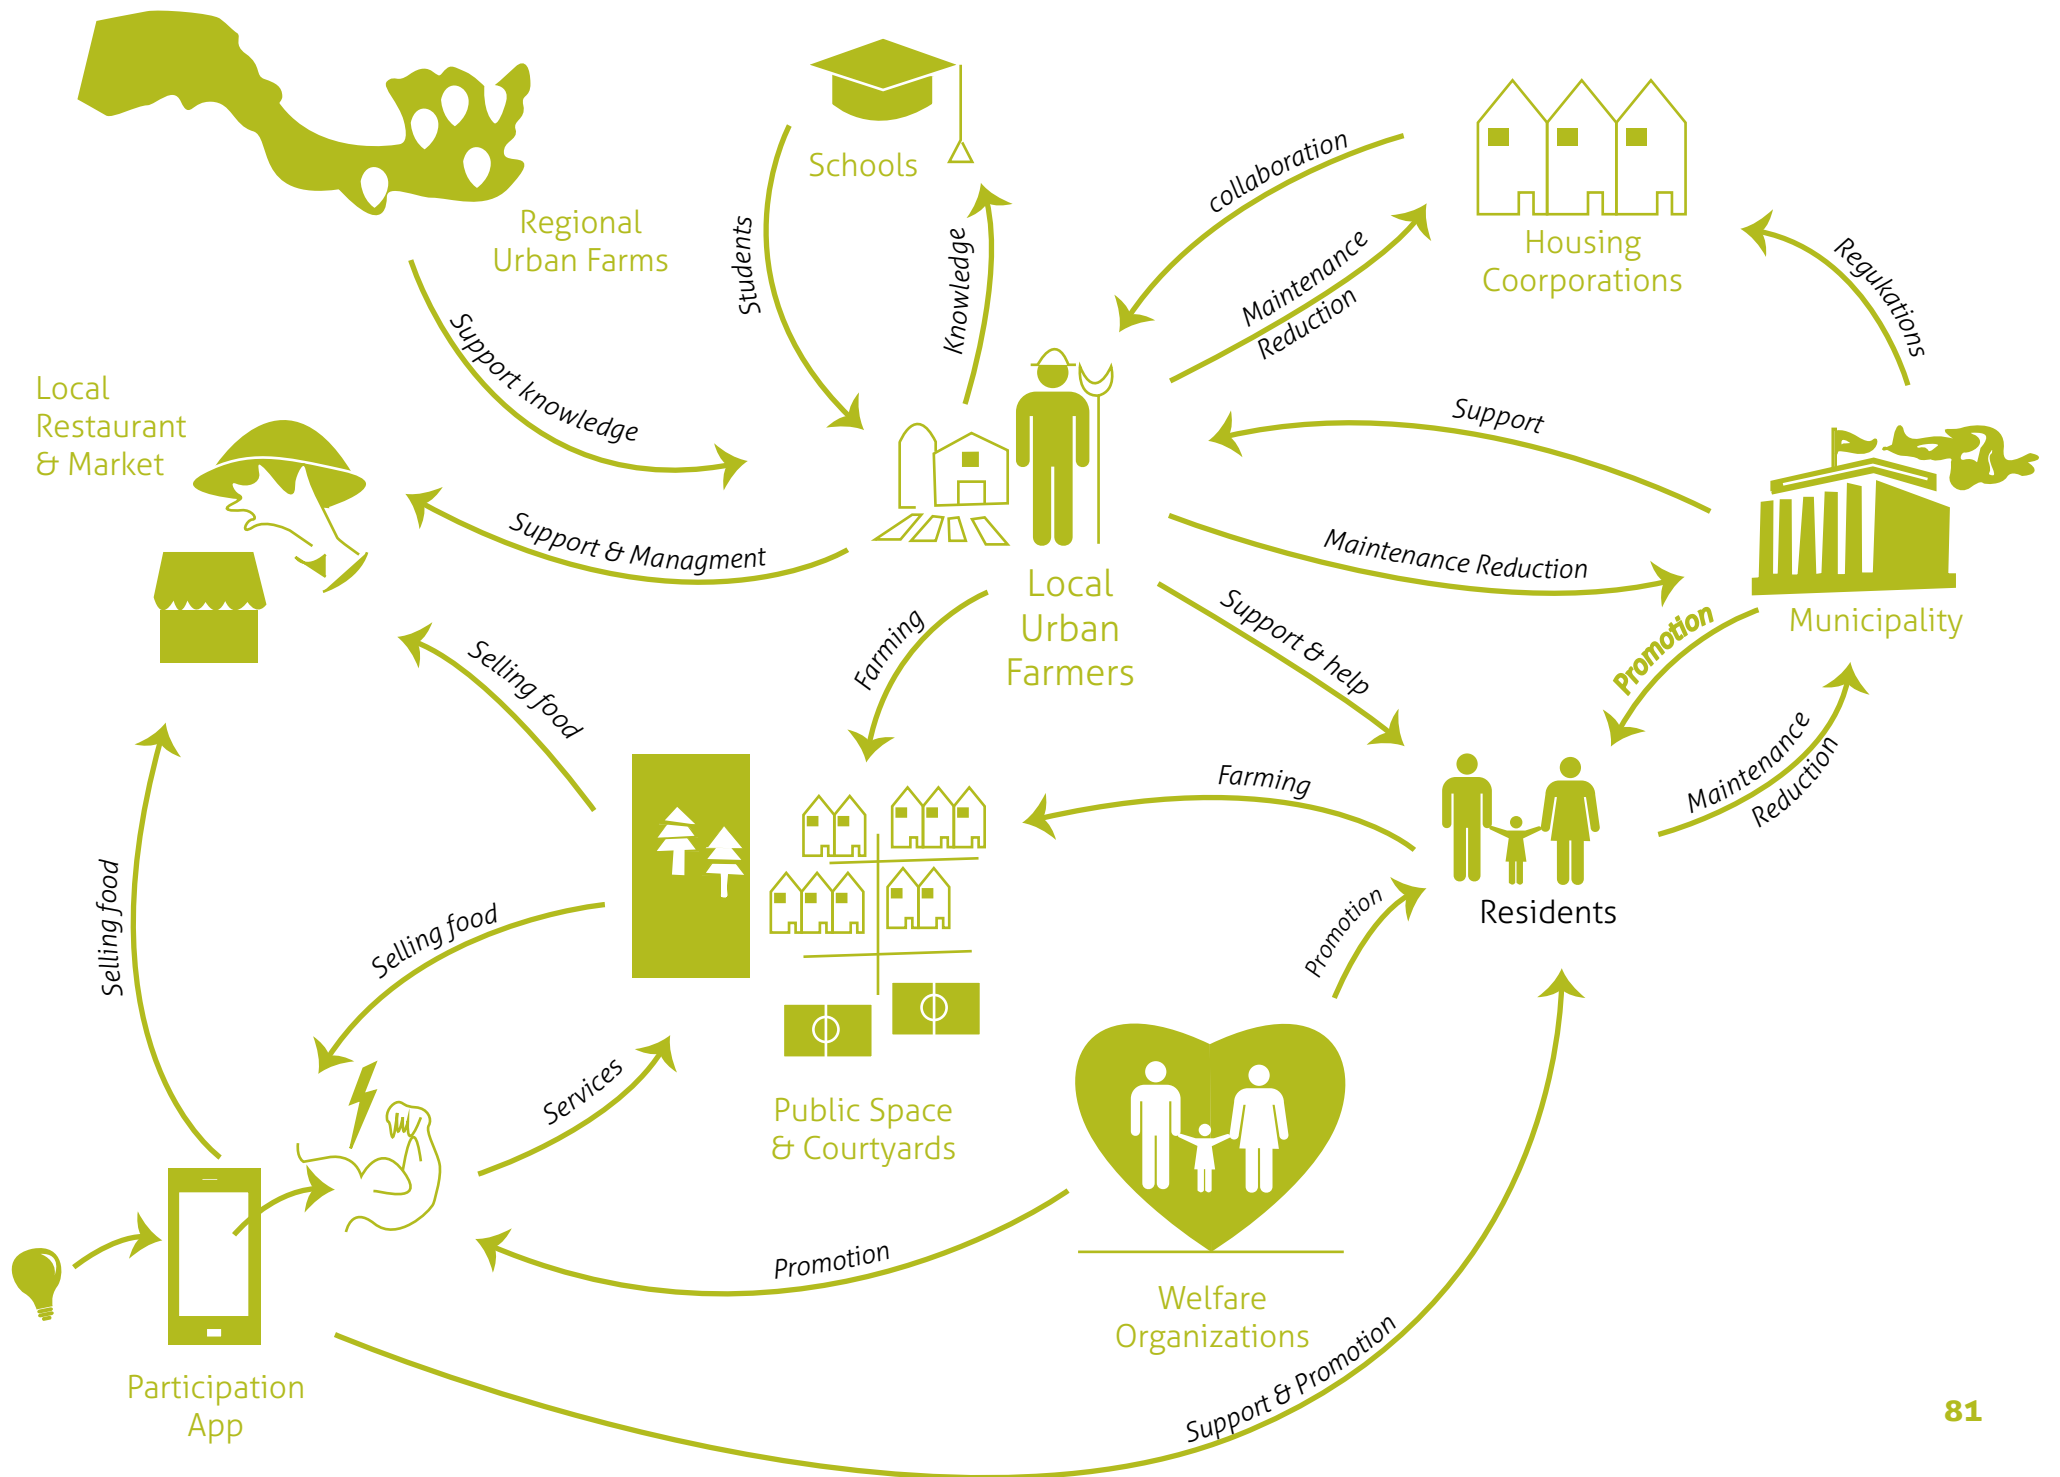 Schools
Regional
Urban Farms
Students
Knowledge
collaboration
Maintenance
Reduction
Housing
Coorporations
Regukations
Support knowledge
Local
Restaurant
& Market
Support
Support & Managment
Maintenance Reduction
Local
Urban
Farmers
Municipality
Promotion
Support & help
Farming
Selling food
Maintenance
Reduction
Farming
Residents
Selling food
Selling food
Promotion
Services
Public Space
& Courtyards
Promotion
Welfare
Organizations
Support & Promotion
Participation
App
81